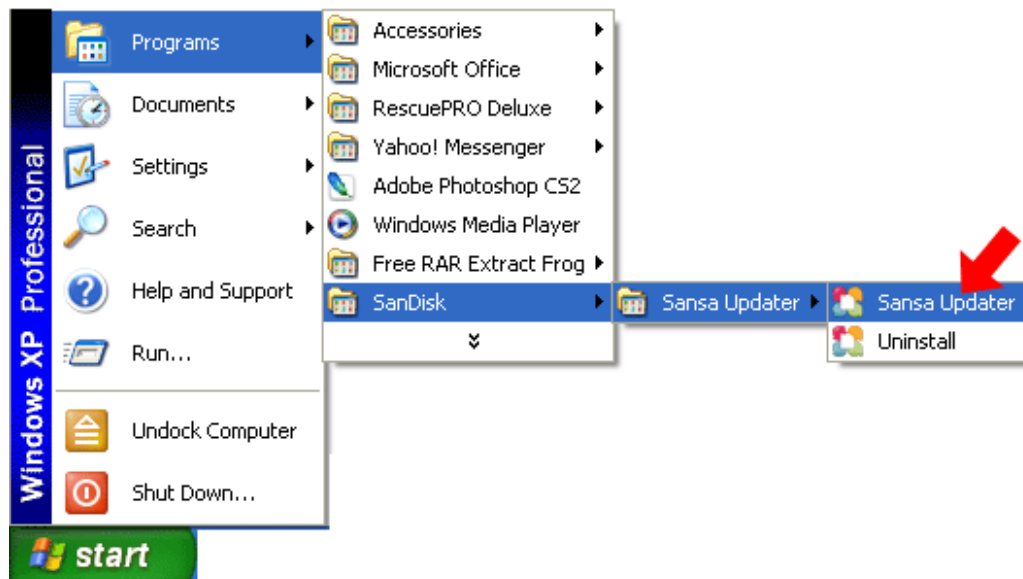 Windows XP Professional
Programs
Documents
Settings
Search
Help and Support
Run...
Undock Computer
Shut Down...
start
Accessories
Microsoft Office
RescuePRO Deluxe
Yahoo! Messenger
Adobe Photoshop CS2
Windows Media Player
Free RAR Extract Frog
SanDisk
Sansa Updater
Sansa Updater
Uninstall